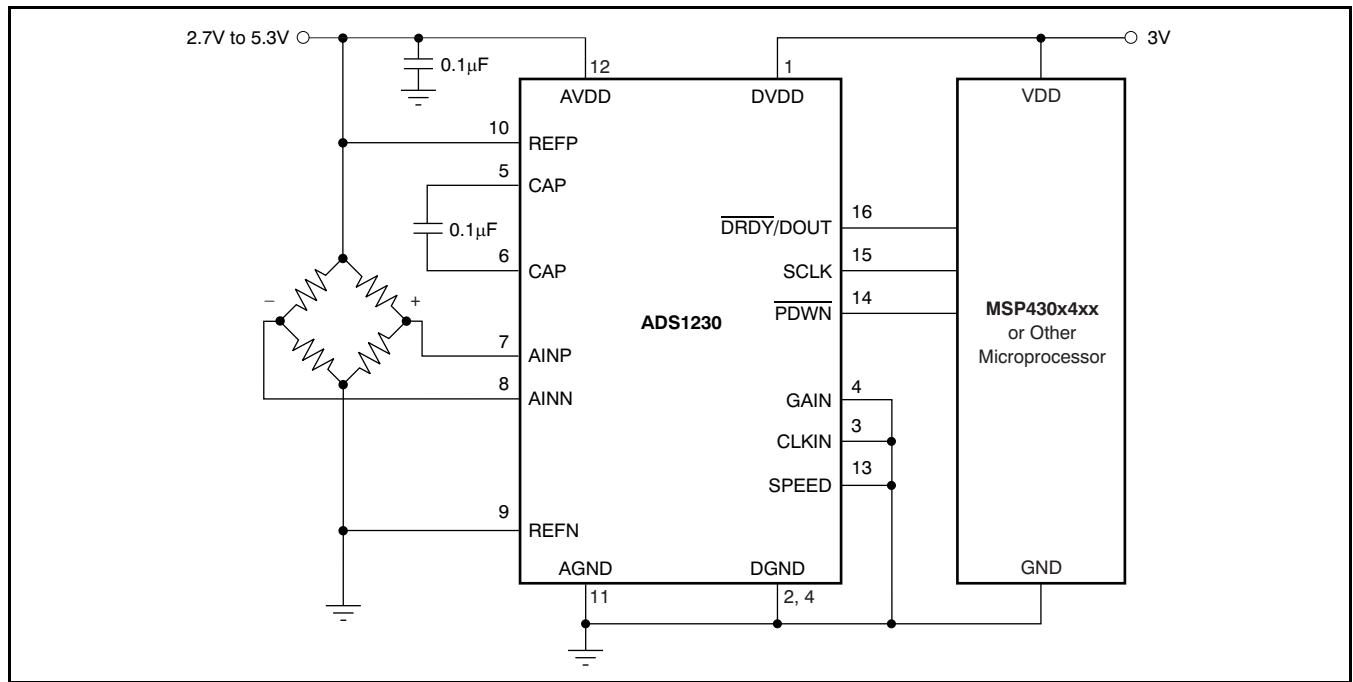 2.7V to 5.3V
3V
0.1μF
12
1
AVDD
DVDD
VDD
10
REFP
5
CAP
0.1μF
6
CAP
16
DRDY/DOUT
15
SCLK
14
PDWN
ADS1230
MSP430x4xx
or Other
Microprocessor
−
+
7
AINP
8
AINN
4
GAIN
3
CLKIN
13
SPEED
9
REFN
AGND
DGND
GND
11
2, 4